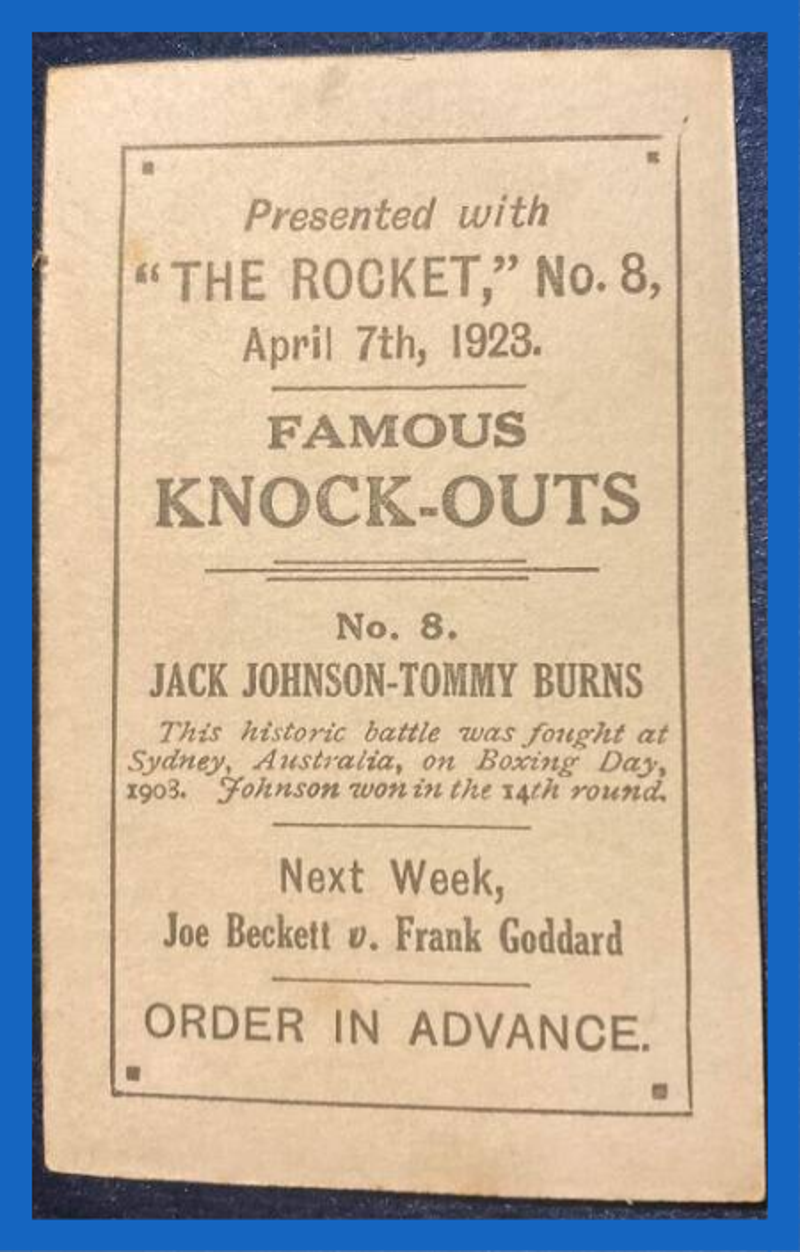 Presented with
“THE ROCKET,” No. 8,
April 7th, 1923.
FAMOUS
KNOCK-OUTS
No. 8.
JACK JOHNSON-TOMMY BURNS
This historic battle was fought at
Sydney, Australia, on Boxing Day,
1908. Johnson won in the 14th round.
Next Week,
Joe Beckett v. Frank Goddard
ORDER IN ADVANCE.